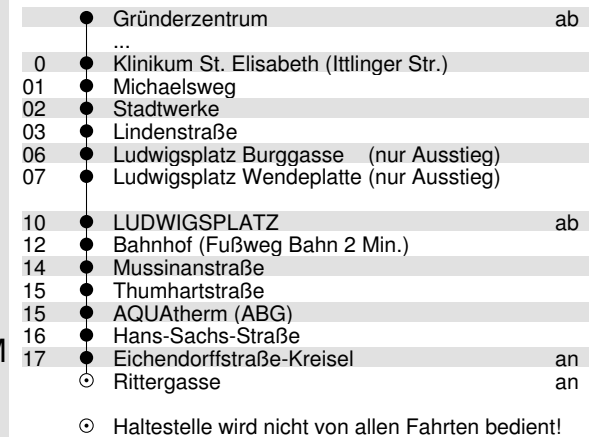 Gründerzentrum ab
...
0 Klinikum St. Elisabeth (Ittlinger Str.)
01 Michaelsweg
02 Stadtwerke
03 Lindenstraße
06 Ludwigsplatz Burggasse (nur Ausstieg)
07 Ludwigsplatz Wendeplatte (nur Ausstieg)
10 LUDWIGSPLATZ ab
12 Bahnhof (Fußweg Bahn 2 Min.)
14 Mussinanstraße
15 Thumhartstraße
15 AQUAtherm (ABG)
16 Hans-Sachs-Straße
17 Eichendorffstraße-Kreisel an
Rittergasse an
Haltestelle wird nicht von allen Fahrten bedient!